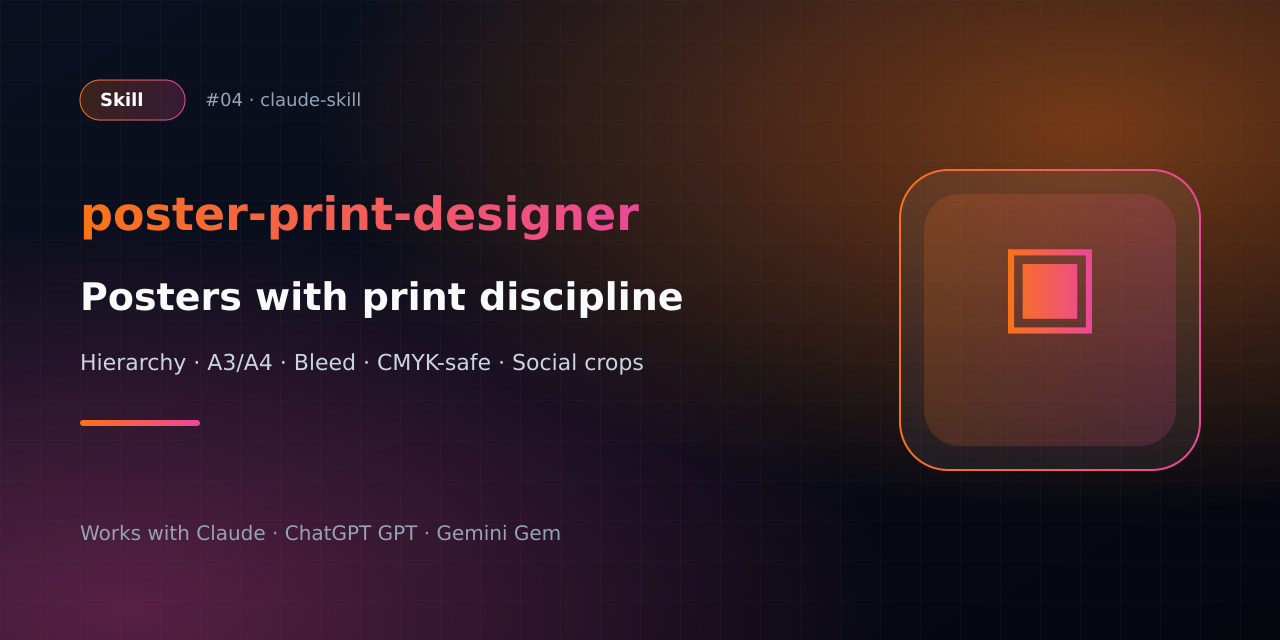 Skill
#04 · claude-skill
poster-print-designer
Posters with print discipline
Hierarchy · A3/A4 · Bleed · CMYK-safe · Social crops
Works with Claude · ChatGPT GPT · Gemini Gem